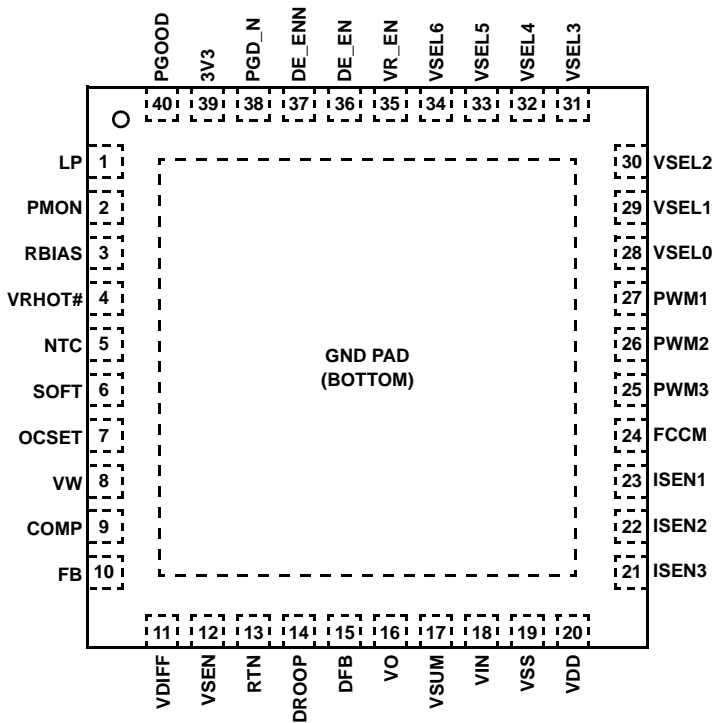 PGOOD
3V3
PGD_N
DE_ENN
DE_EN
VR_EN
VSEL6
VSEL5
VSEL4
VSEL3
40
39
38
37
36
35
34
33
32
31
LP 1
PMON 2
RBIAS 3
VRHOT# 4
NTC 5
SOFT 6
OCSET 7
VW 8
COMP 9
FB 10
GND PAD
(BOTTOM)
30 VSEL2
29 VSEL1
28 VSEL0
27 PWM1
26 PWM2
25 PWM3
24 FCCM
23 ISEN1
22 ISEN2
21 ISEN3
11
12
13
14
15
16
17
18
19
20
VDIFF
VSEN
RTN
DROOP
DFB
VO
VSUM
VIN
VSS
VDD